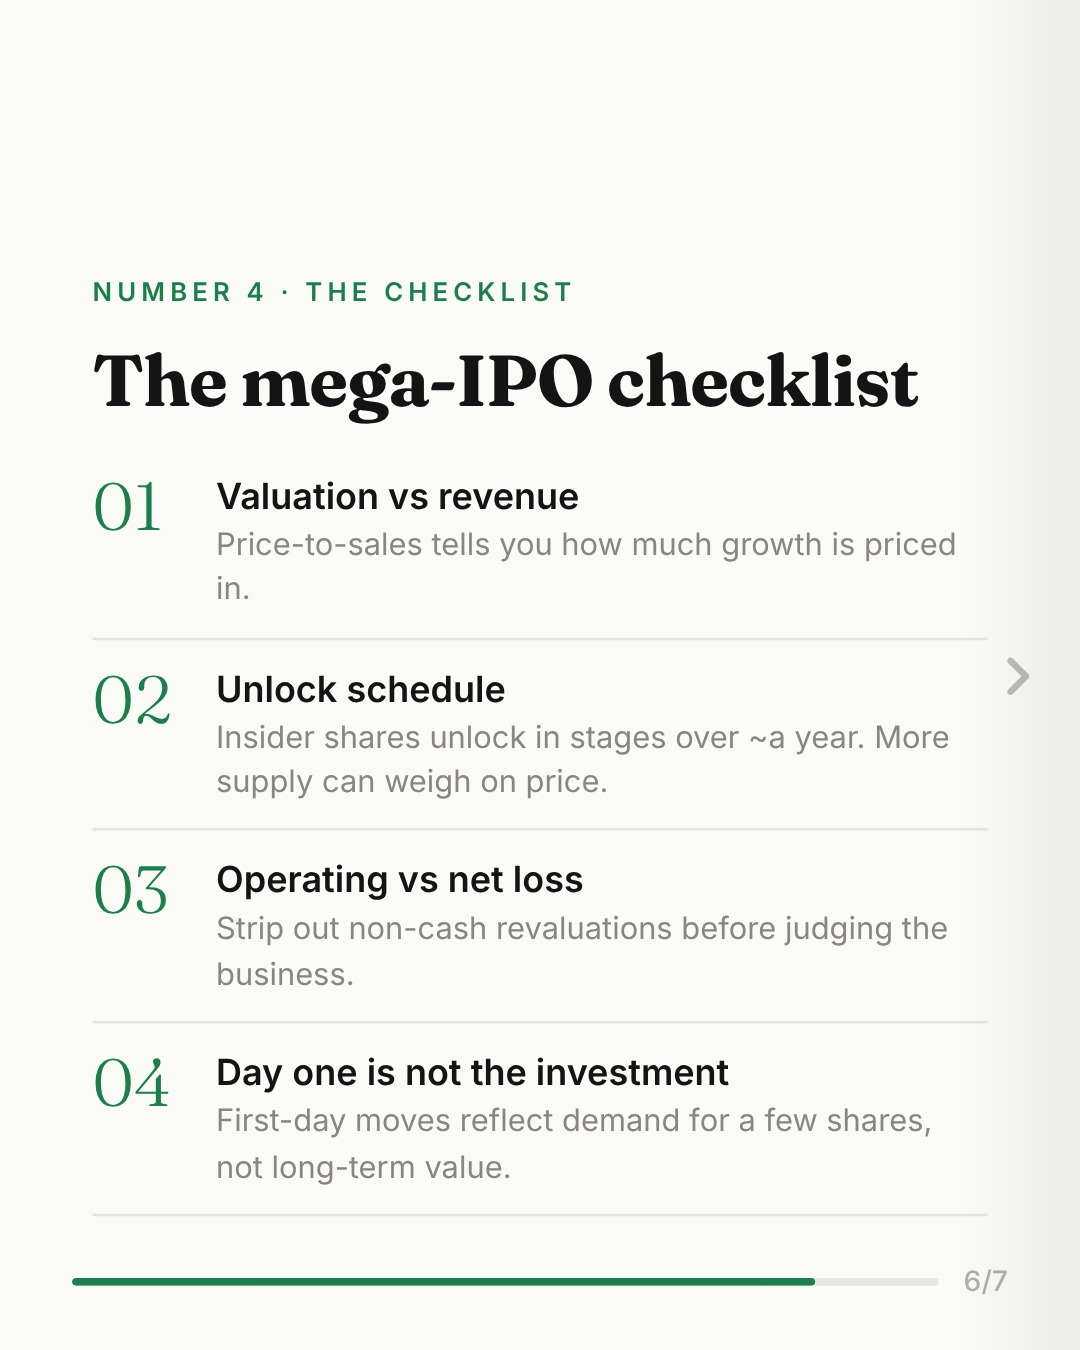 NUMBER 4 · THE CHECKLIST
The mega-IPO checklist
01
Valuation vs revenue
Price-to-sales tells you how much growth is priced
in.
02
Unlock schedule
Insider shares unlock in stages over ~a year. More
supply can weigh on price.
03
Operating vs net loss
Strip out non-cash revaluations before judging the
business.
04
Day one is not the investment
First-day moves reflect demand for a few shares,
not long-term value.
6/7